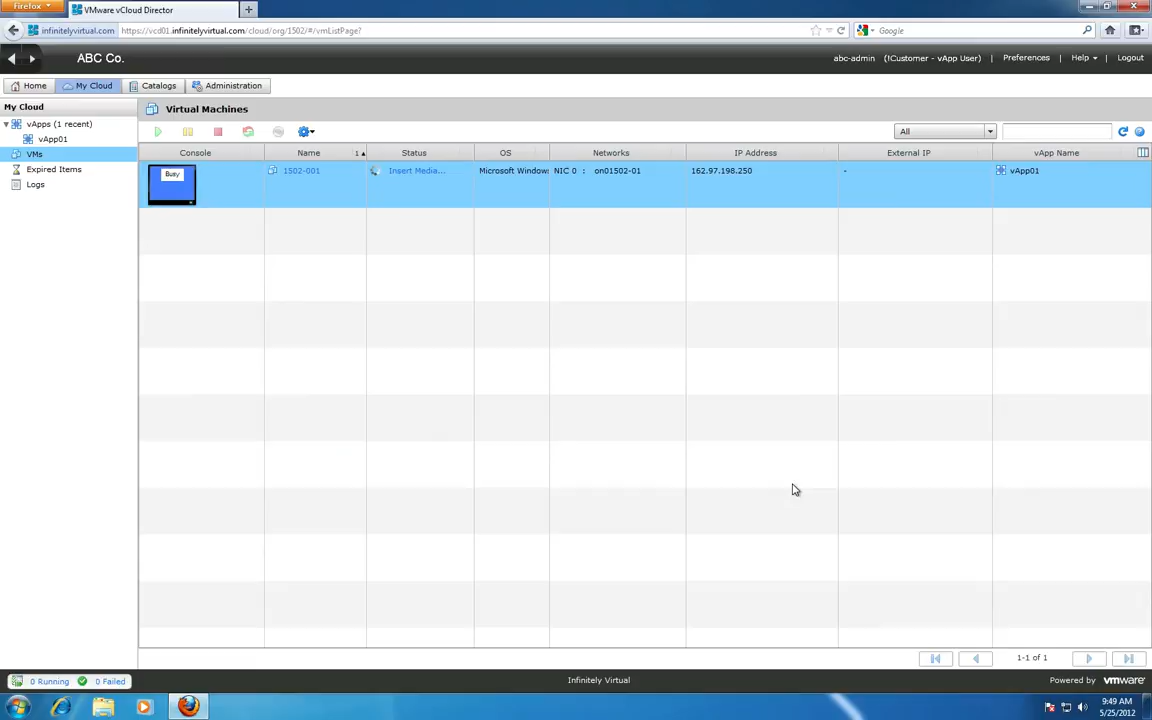 Firefox
VMware vCloud Director
infinitelyvirtual.com
https://vcd01.infinitelyvirtual.com/cloud/org/1502/#/vmListPage?
Google
ABC Co.
abc-admin (!Customer - vApp User)
Preferences
Help
Logout
Home
My Cloud
Catalogs
Administration
My Cloud
vApps (1 recent)
vApp01
VMs
Expired Items
Logs
Virtual Machines
All
Console
Name
1
Status
OS
Networks
IP Address
External IP
vApp Name
Busy
1502-001
Insert Media...
Microsoft Window
NIC 0 : on01502-01
162.97.198.250
-
vApp01
1-1 of 1
0 Running
0 Failed
Infinitely Virtual
Powered by vmware
9:49 AM
5/25/2012